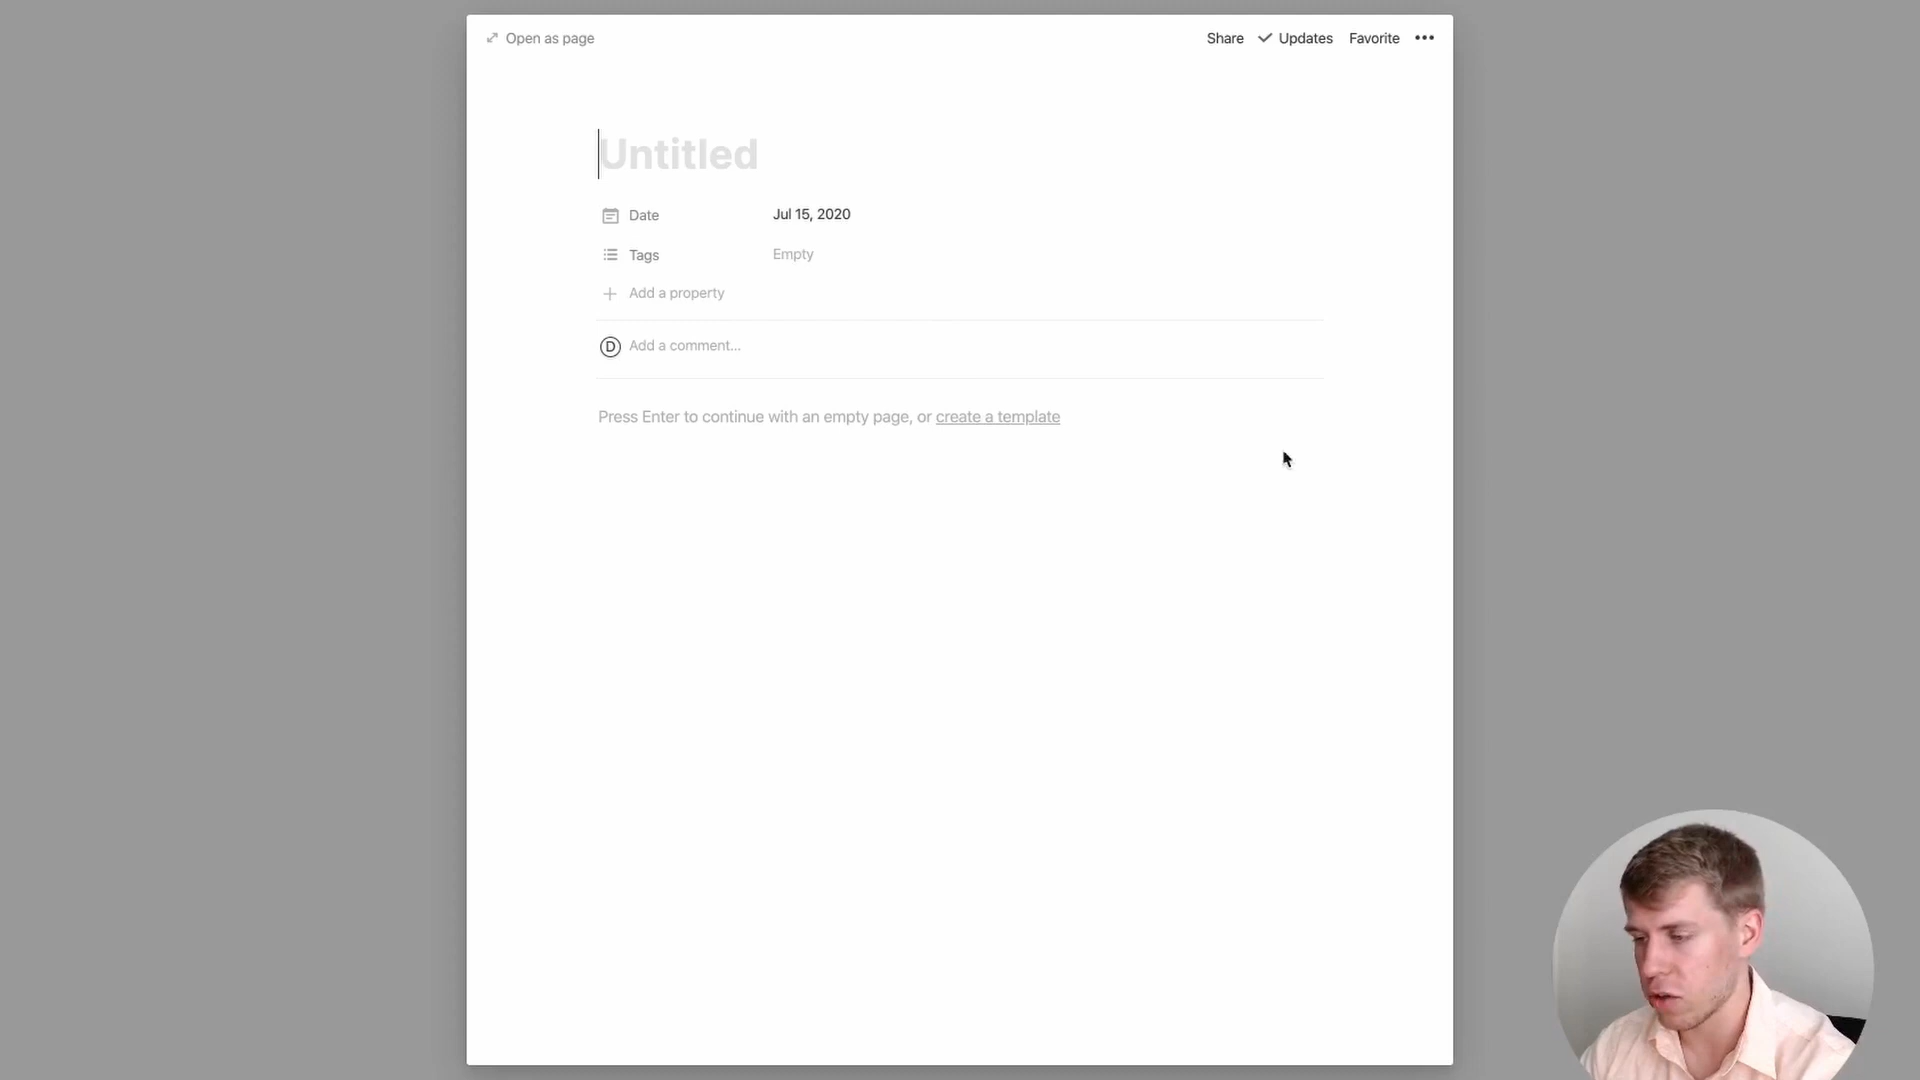 Open as page
Share Updates Favorite
Untitled
Date Jul 15, 2020
Tags Empty
Add a property
D Add a comment...
Press Enter to continue with an empty page, or create a template